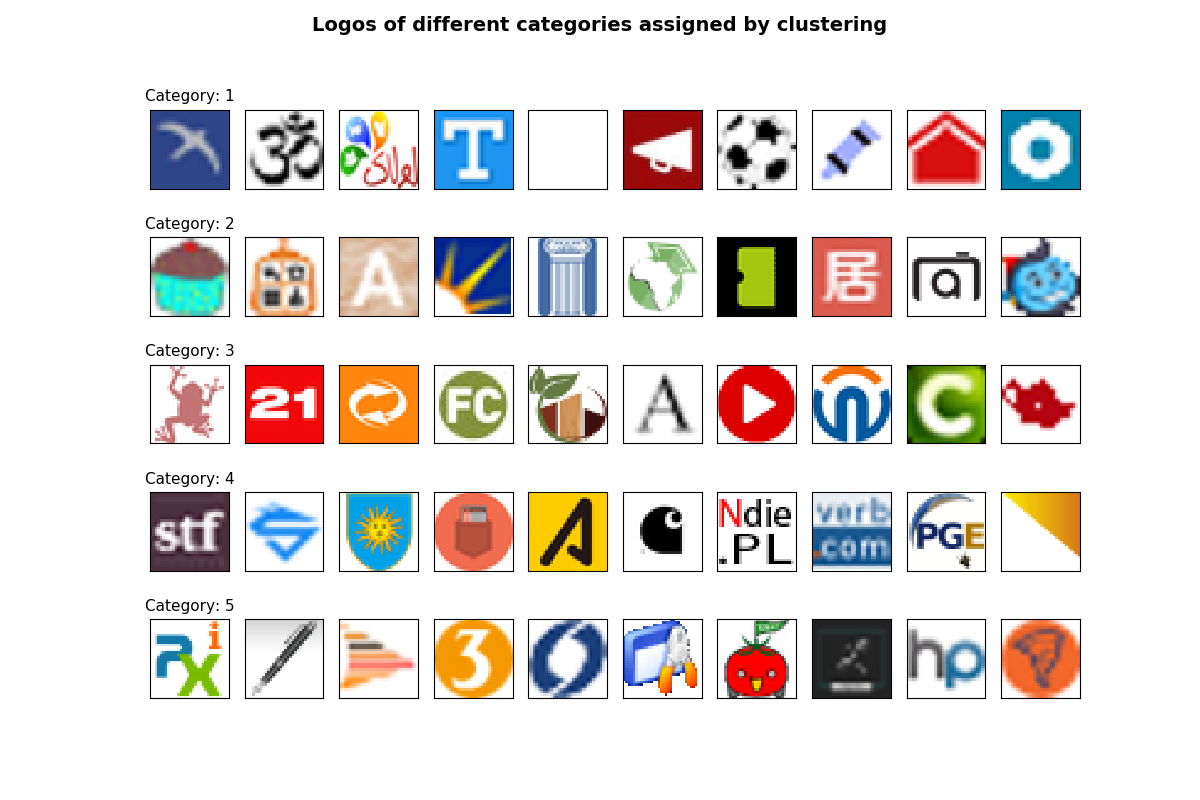 Logos of different categories assigned by clustering
Category: 1
ॐ
T
Category: 2
A
居
a
Category: 3
21
FC
A
C
Category: 4
stf
A
Ndie
.PL
verb
.com
PGE
Category: 5
Pixi
3
hp